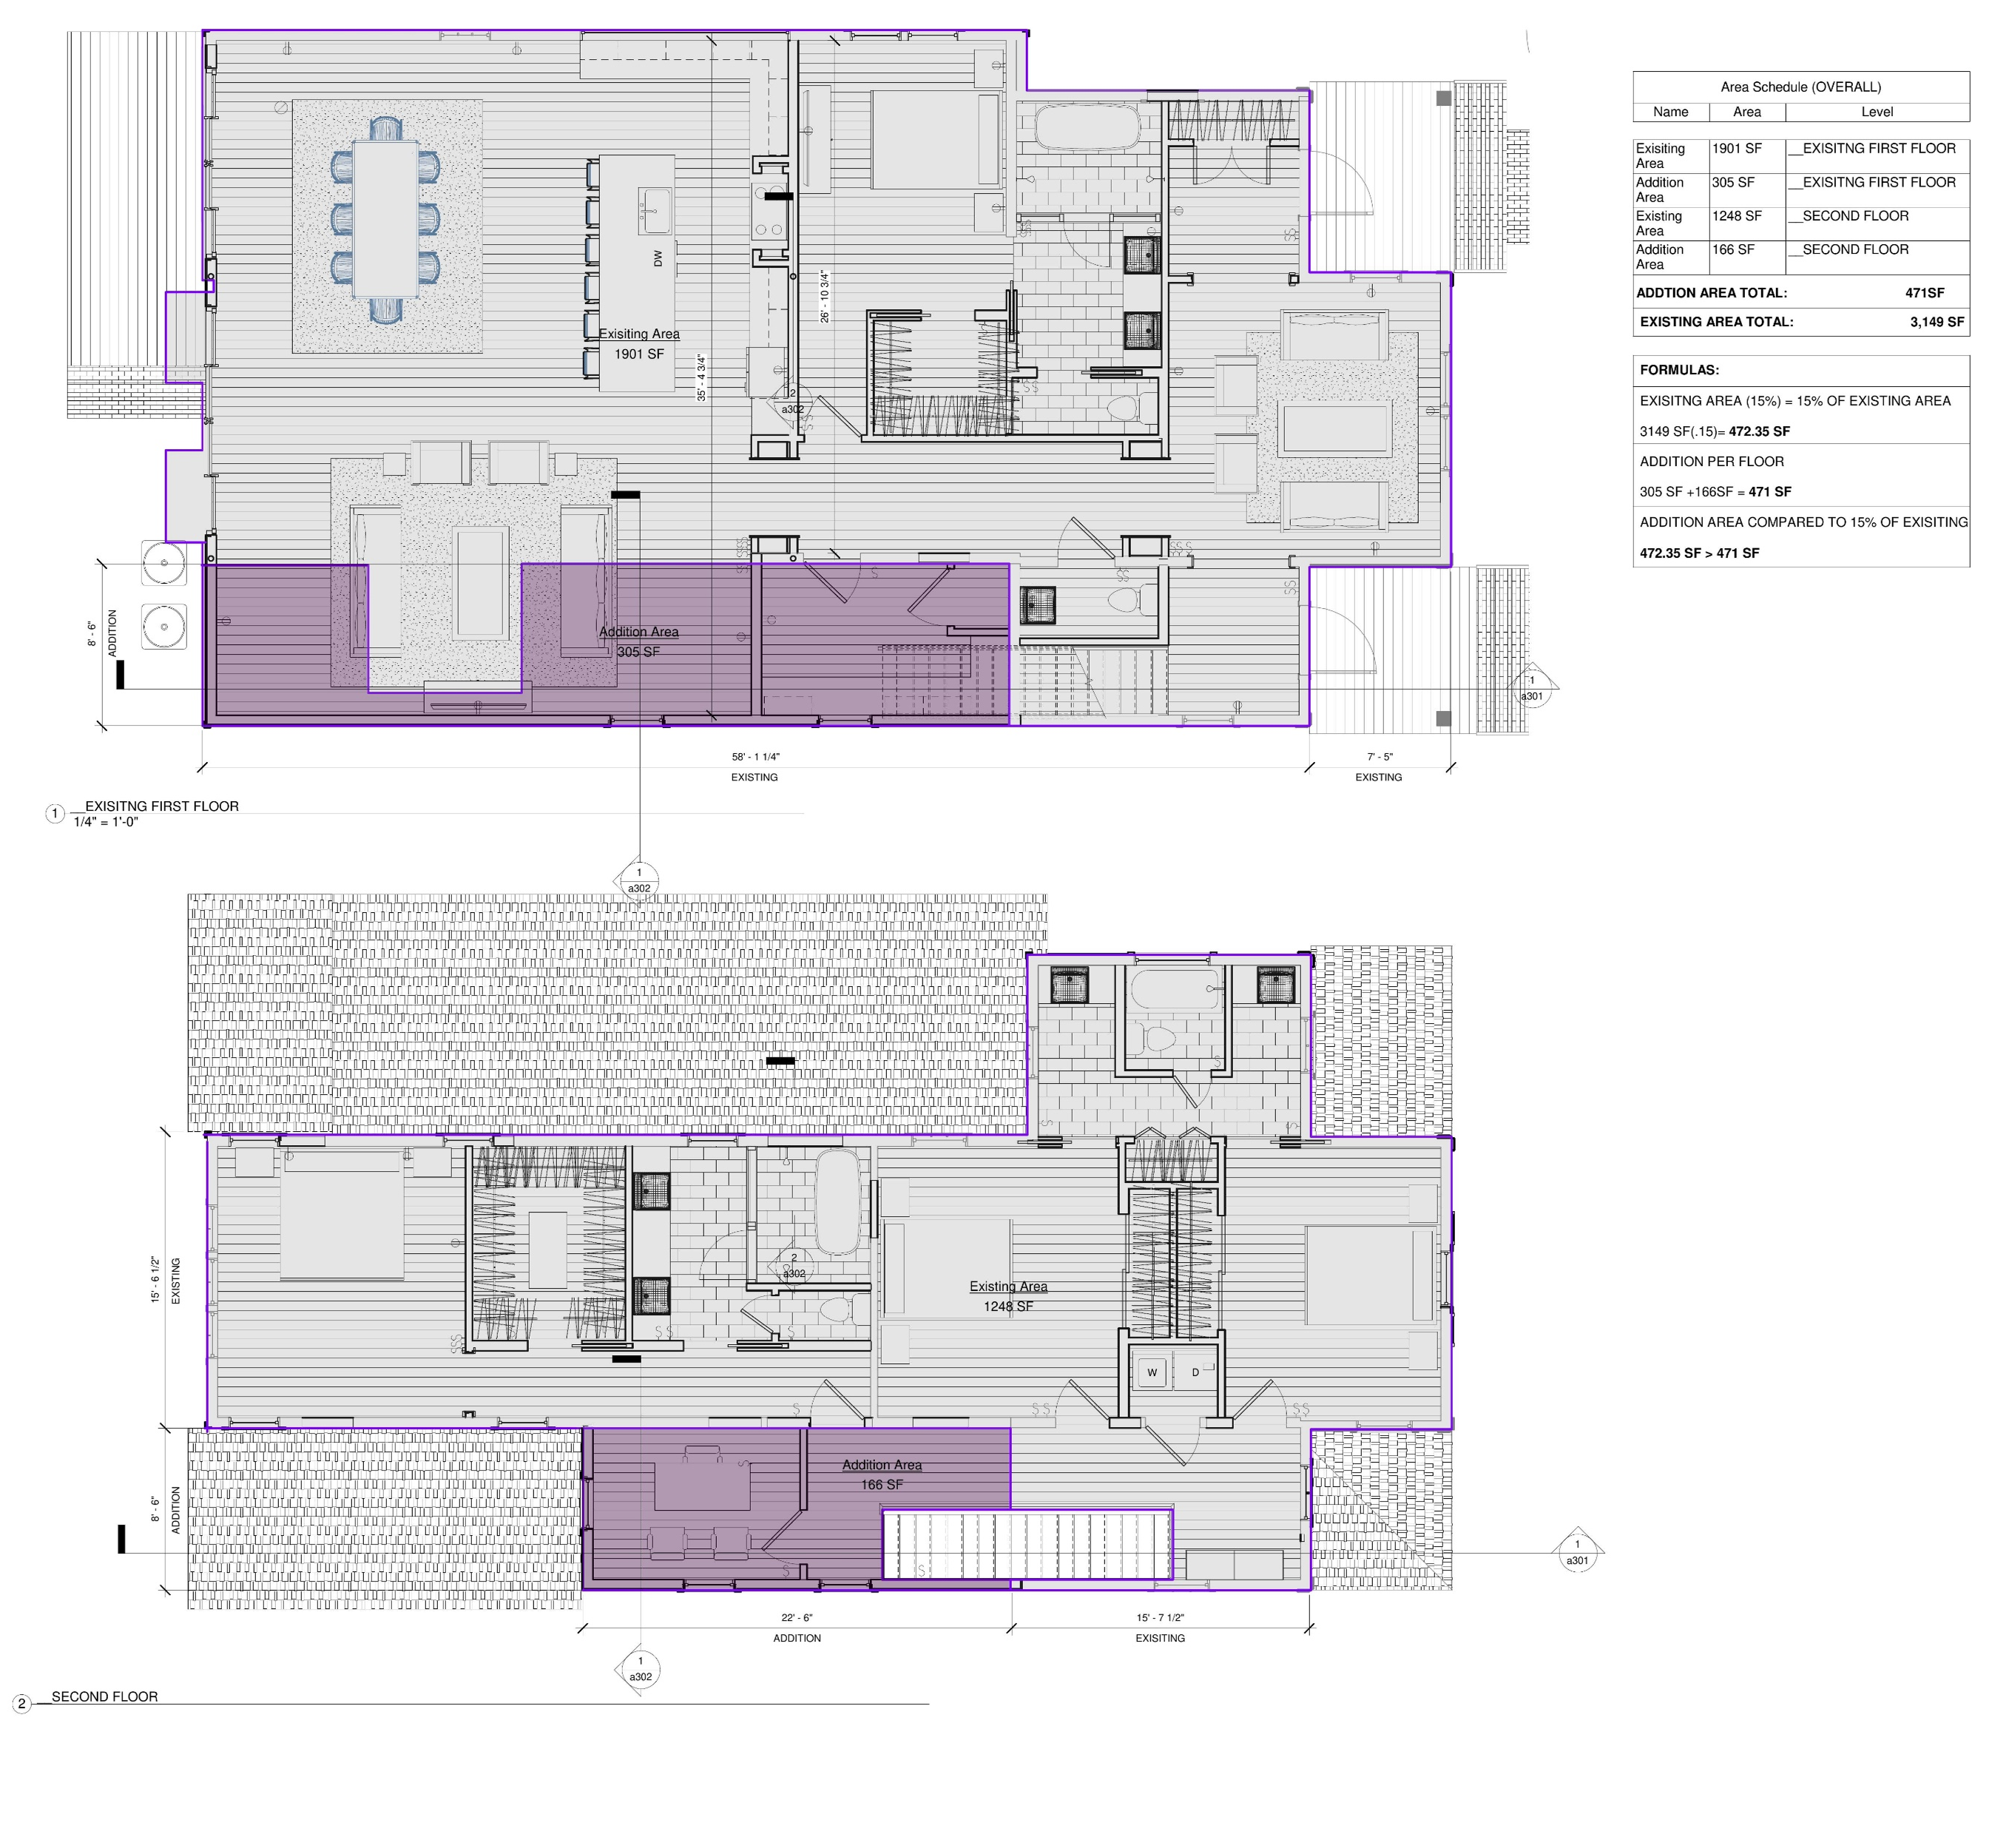 Area Schedule (OVERALL)
Name Area Level
Exisiting Area 1901 SF __EXISITNG FIRST FLOOR
Addition Area 305 SF __EXISITNG FIRST FLOOR
Existing Area 1248 SF __SECOND FLOOR
Addition Area 166 SF __SECOND FLOOR
ADDTION AREA TOTAL: 471SF
EXISTING AREA TOTAL: 3,149 SF
FORMULAS:
EXISITNG AREA (15%) = 15% OF EXISTING AREA
3149 SF(.15)= 472.35 SF
ADDITION PER FLOOR
305 SF +166SF = 471 SF
ADDITION AREA COMPARED TO 15% OF EXISITING
472.35 SF > 471 SF
DW
26' - 10 3/4"
35' - 4 3/4"
Exisiting Area
1901 SF
2
a302
8' - 6"
ADDITION
Addition Area
305 SF
1
a301
58' - 1 1/4"
EXISTING
7' - 5"
EXISTING
1 __EXISITNG FIRST FLOOR
1/4" = 1'-0"
1
a302
15' - 6 1/2"
EXISTING
2
a302
Existing Area
1248 SF
W D
8' - 6"
ADDITION
Addition Area
166 SF
1
a301
22' - 6"
ADDITION
15' - 7 1/2"
EXISITING
1
a302
2 __SECOND FLOOR